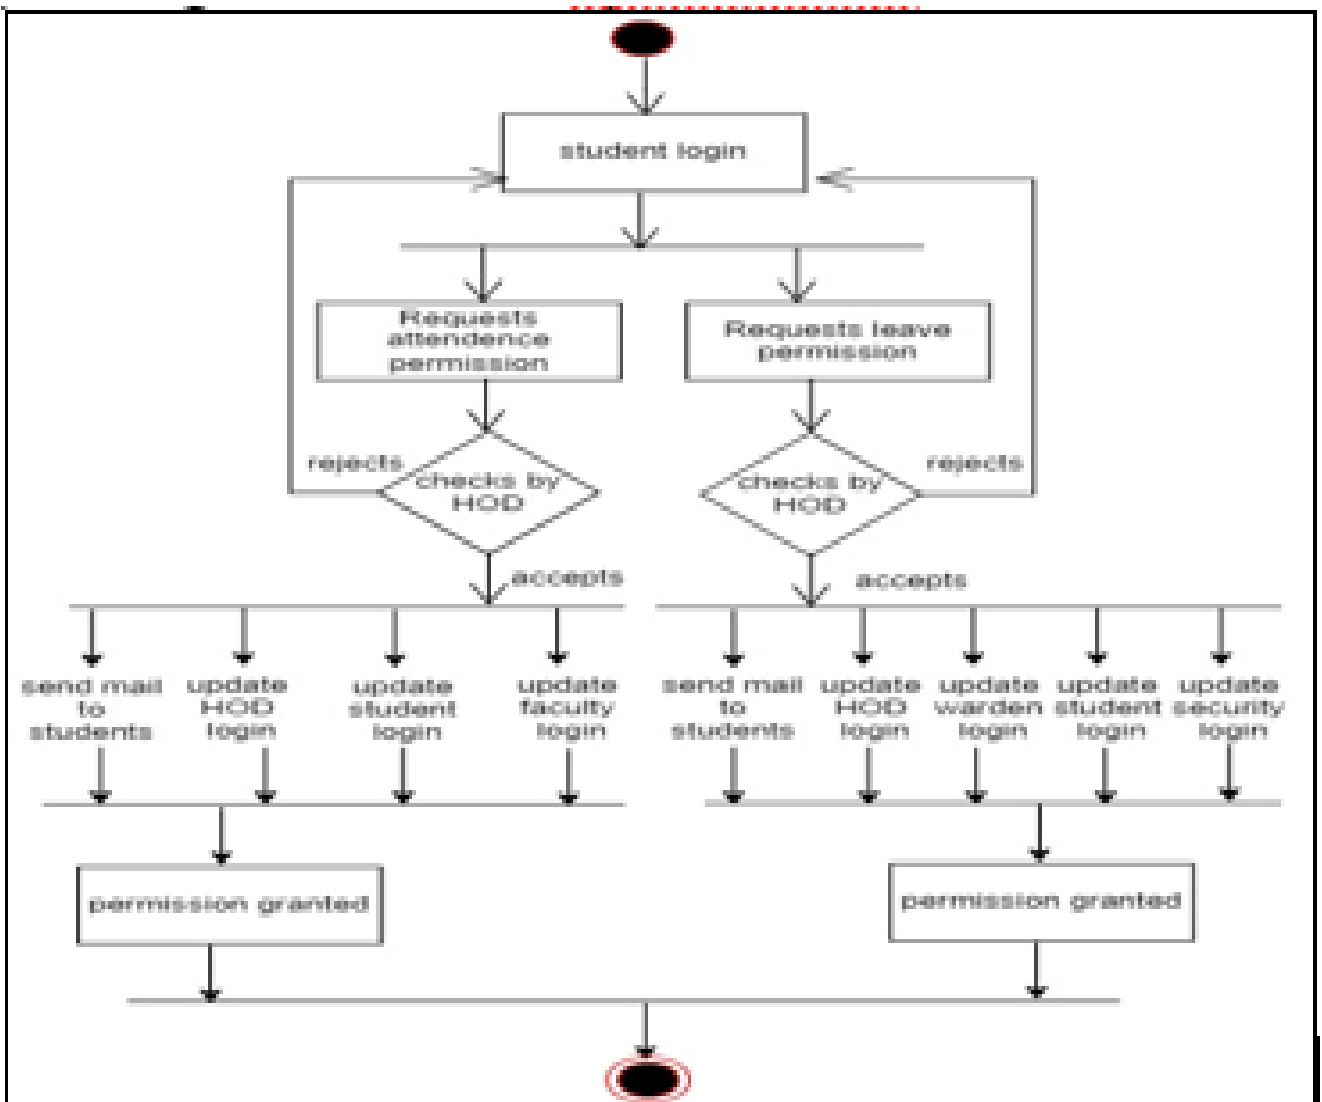 student login
Requests
attendence
permission
Requests leave
permission
rejects
checks by
HOD
checks by
HOD
rejects
accepts
accepts
send mail
to
students
update
HOD
login
update
student
login
update
faculty
login
send mail
to
students
update
HOD
login
update
warden
login
update
student
login
update
security
login
permission granted
permission granted